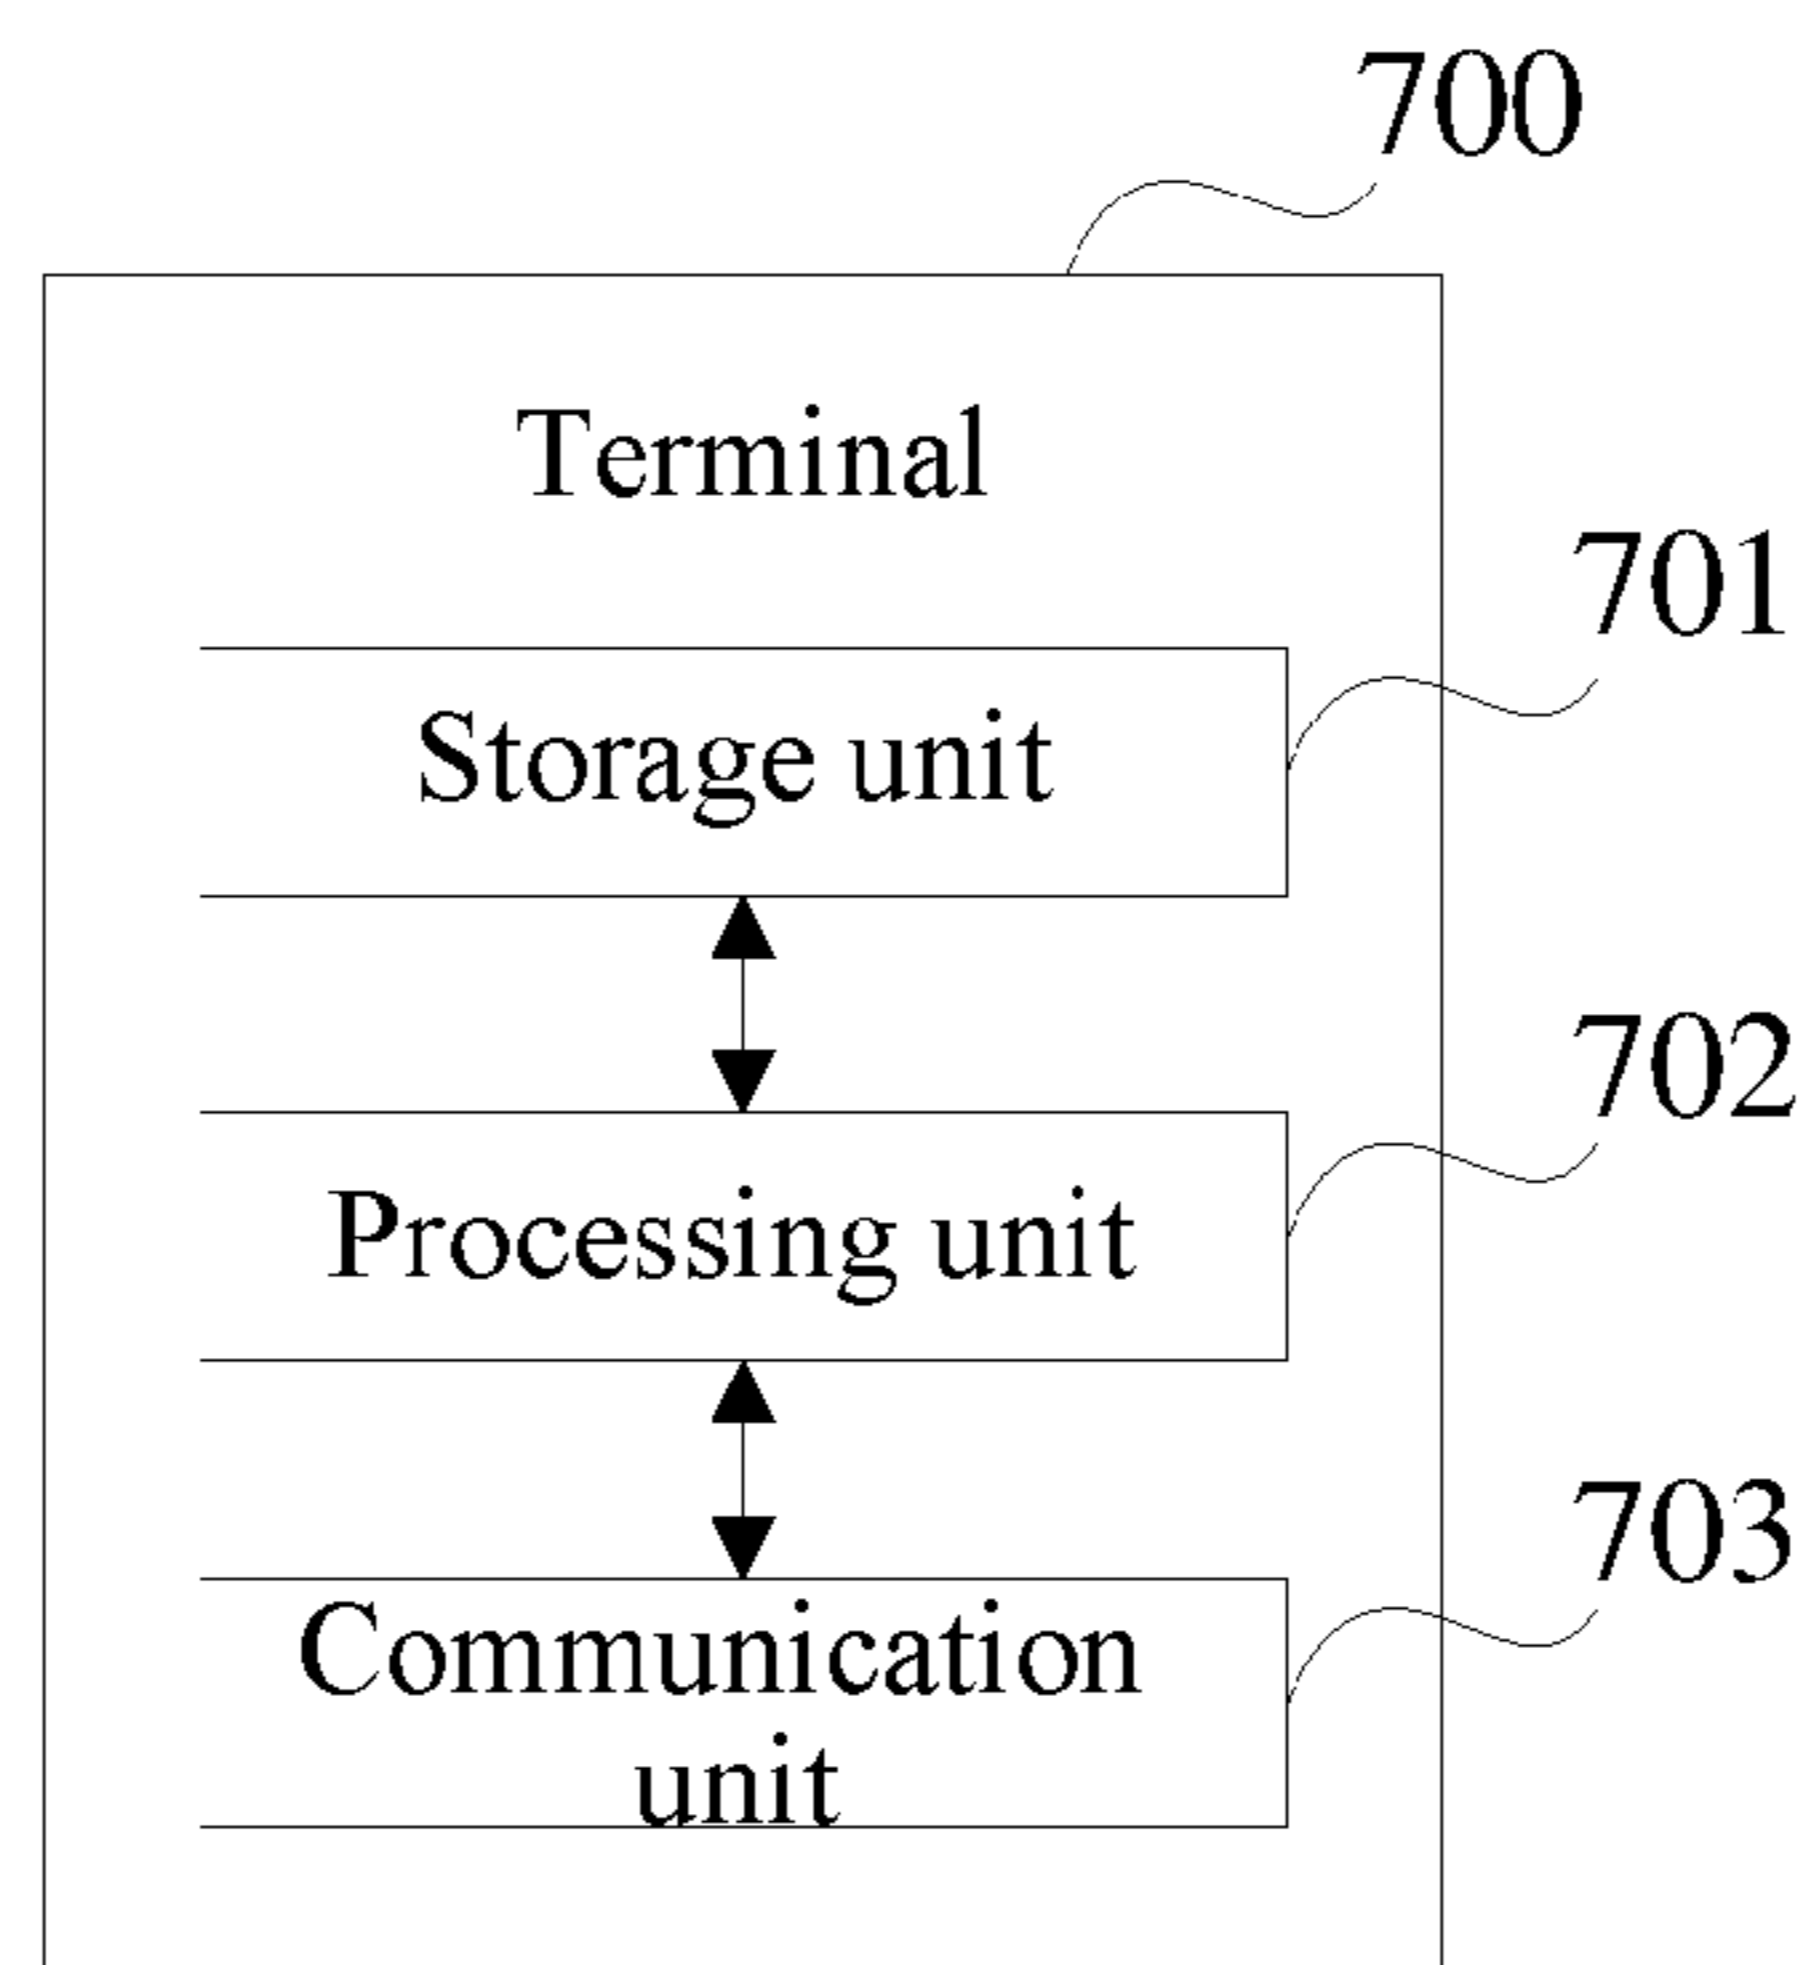 700
Terminal
701
Storage unit
702
Processing unit
703
Communication
unit